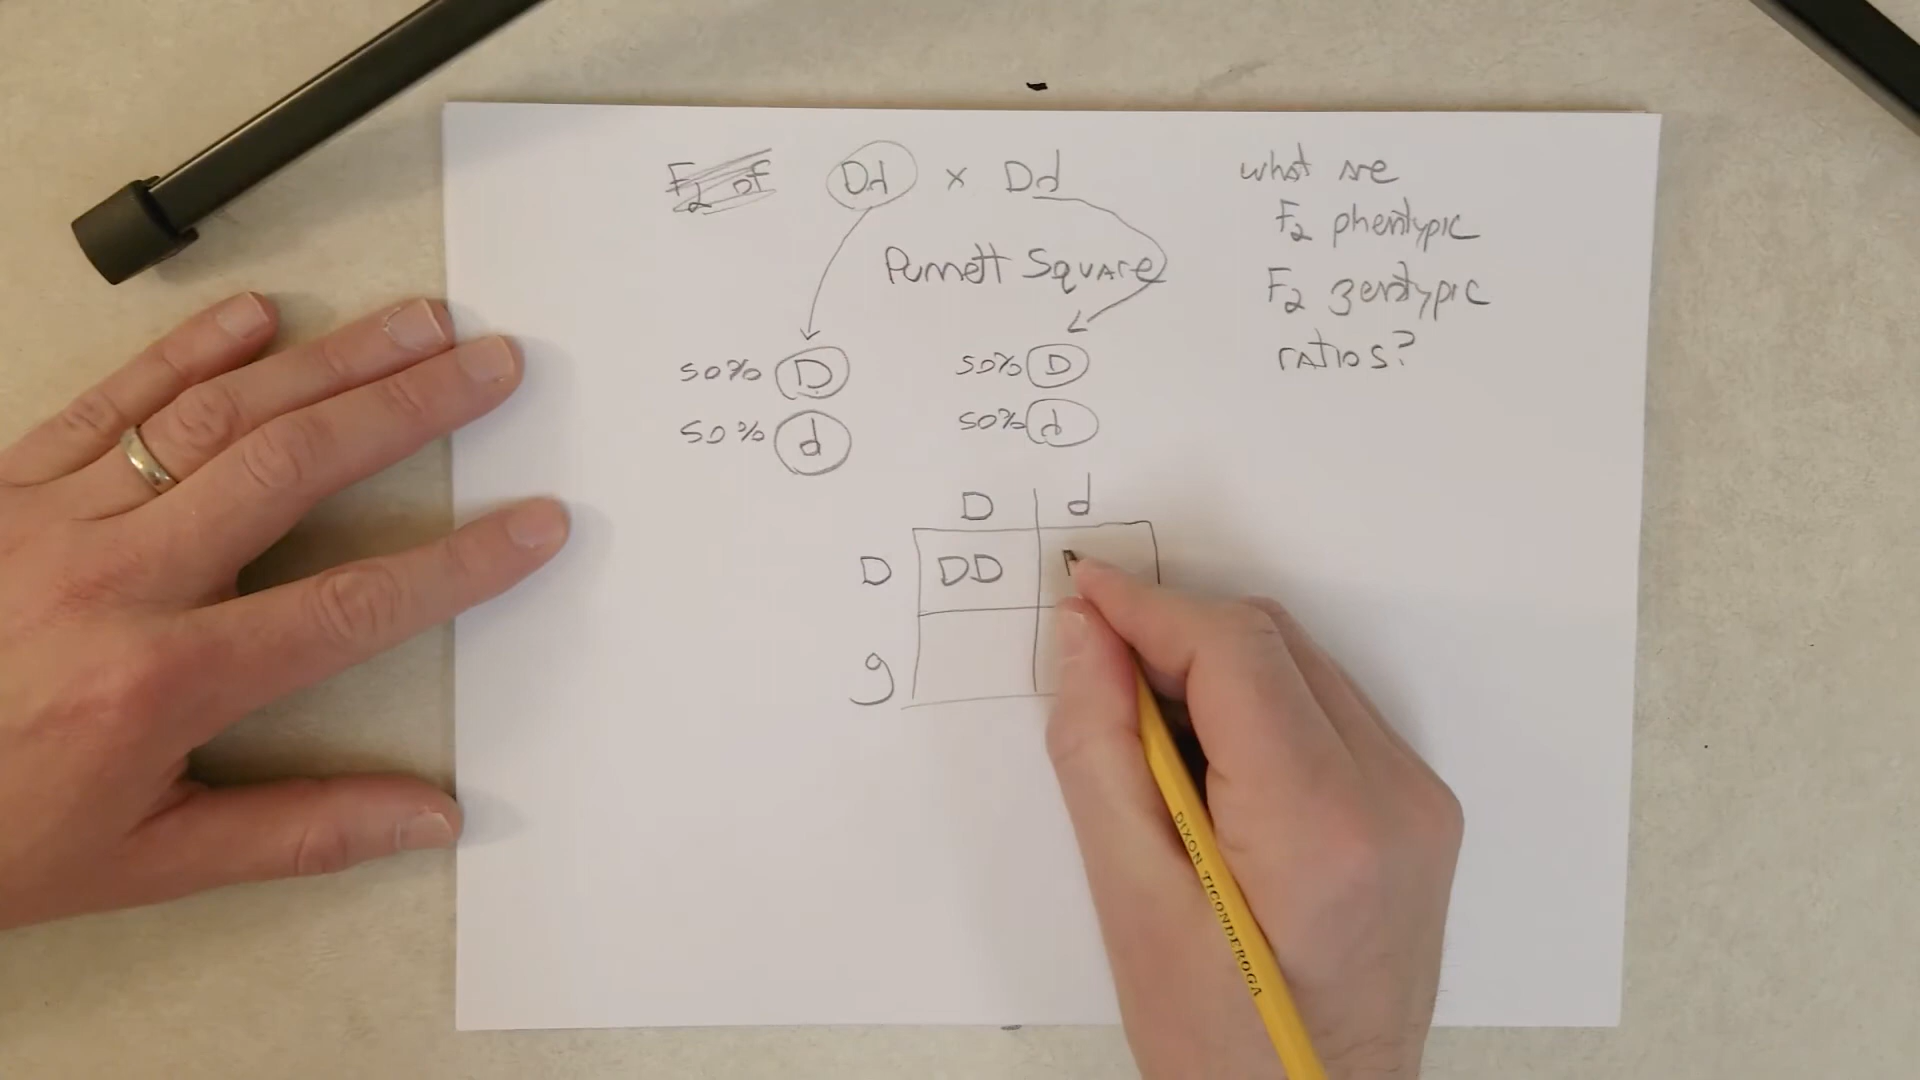 F2 of Dd x Dd
Punnett Square
50% D 50% D
50% d 50% d
what are
F2 phentypic
F2 gentypic
ratios?
D d
D DD
g
DIXON TICONDEROGA